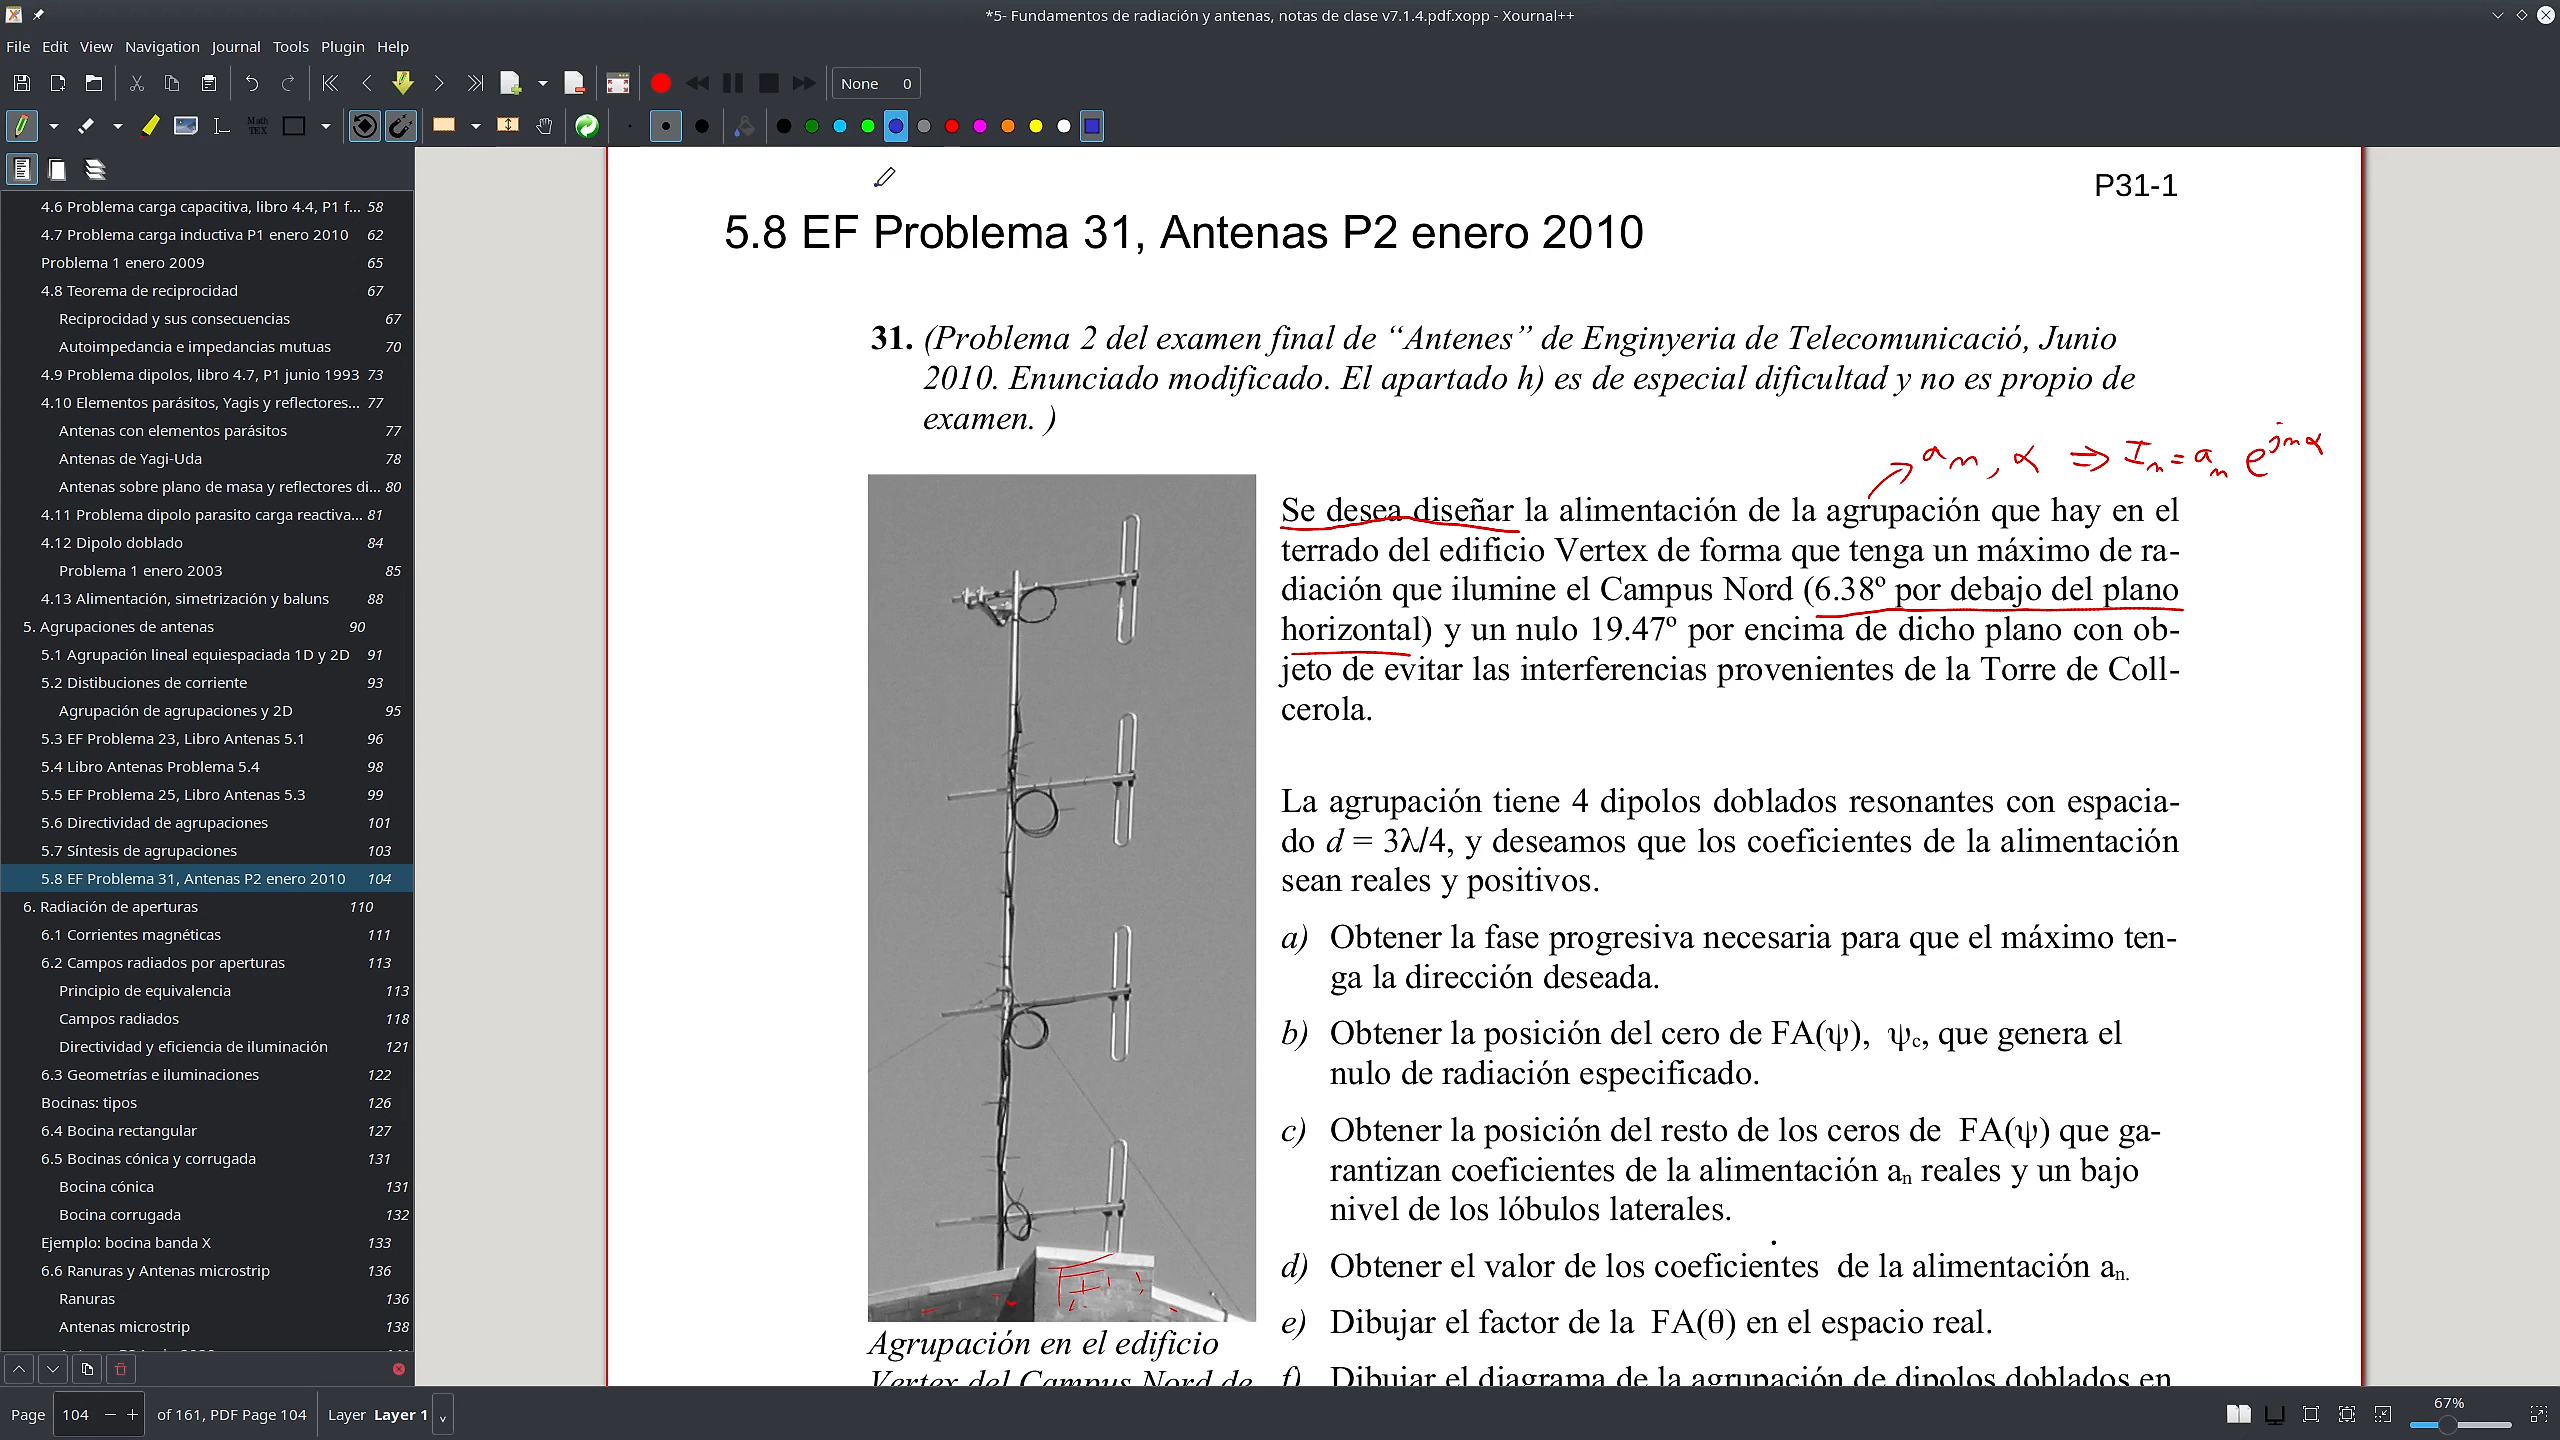 *5- Fundamentos de radiación y antenas, notas de clase v7.1.4.pdf.xopp - Xournal++
File Edit View Navigation Journal Tools Plugin Help
None 0
Math TEX
4.6 Problema carga capacitiva, libro 4.4, P1 f... 58
4.7 Problema carga inductiva P1 enero 2010 62
Problema 1 enero 2009 65
4.8 Teorema de reciprocidad 67
Reciprocidad y sus consecuencias 67
Autoimpedancia e impedancias mutuas 70
4.9 Problema dipolos, libro 4.7, P1 junio 1993 73
4.10 Elementos parásitos, Yagis y reflectores... 77
Antenas con elementos parásitos 77
Antenas de Yagi-Uda 78
Antenas sobre plano de masa y reflectores di... 80
4.11 Problema dipolo parasito carga reactiva... 81
4.12 Dipolo doblado 84
Problema 1 enero 2003 85
4.13 Alimentación, simetrización y baluns 88
5. Agrupaciones de antenas 90
5.1 Agrupación lineal equiespaciada 1D y 2D 91
5.2 Distibuciones de corriente 93
Agrupación de agrupaciones y 2D 95
5.3 EF Problema 23, Libro Antenas 5.1 96
5.4 Libro Antenas Problema 5.4 98
5.5 EF Problema 25, Libro Antenas 5.3 99
5.6 Directividad de agrupaciones 101
5.7 Síntesis de agrupaciones 103
5.8 EF Problema 31, Antenas P2 enero 2010 104
6. Radiación de aperturas 110
6.1 Corrientes magnéticas 111
6.2 Campos radiados por aperturas 113
Principio de equivalencia 113
Campos radiados 118
Directividad y eficiencia de iluminación 121
6.3 Geometrías e iluminaciones 122
Bocinas: tipos 126
6.4 Bocina rectangular 127
6.5 Bocinas cónica y corrugada 131
Bocina cónica 131
Bocina corrugada 132
Ejemplo: bocina banda X 133
6.6 Ranuras y Antenas microstrip 136
Ranuras 136
Antenas microstrip 138
P31-1
5.8 EF Problema 31, Antenas P2 enero 2010
31. (Problema 2 del examen final de “Antenes” de Enginyeria de Telecomunicació, Junio
2010. Enunciado modificado. El apartado h) es de especial dificultad y no es propio de
examen. )
aₙ, α ⇒ Iₙ = aₙ e^{jnα}
Se desea diseñar la alimentación de la agrupación que hay en el
terrado del edificio Vertex de forma que tenga un máximo de ra-
diación que ilumine el Campus Nord (6.38º por debajo del plano
horizontal) y un nulo 19.47º por encima de dicho plano con ob-
jeto de evitar las interferencias provenientes de la Torre de Coll-
cerola.
La agrupación tiene 4 dipolos doblados resonantes con espacia-
do d = 3λ/4, y deseamos que los coeficientes de la alimentación
sean reales y positivos.
a) Obtener la fase progresiva necesaria para que el máximo ten-
ga la dirección deseada.
b) Obtener la posición del cero de FA(ψ), ψc, que genera el
nulo de radiación especificado.
c) Obtener la posición del resto de los ceros de FA(ψ) que ga-
rantizan coeficientes de la alimentación an reales y un bajo
nivel de los lóbulos laterales.
d) Obtener el valor de los coeficientes de la alimentación an.
e) Dibujar el factor de la FA(θ) en el espacio real.
f) Dibujar el diagrama de la agrupación de dipolos doblados en
Agrupación en el edificio
Vertex del Campus Nord de
Page 104 of 161, PDF Page 104 Layer Layer 1
67%